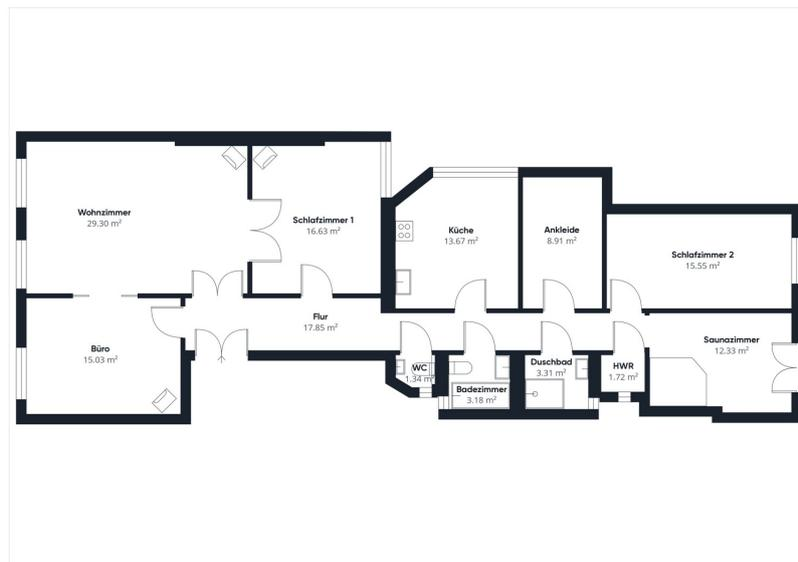 Wohnzimmer
29.30 m²
Schlafzimmer 1
16.63 m²
Küche
13.67 m²
Ankleide
8.91 m²
Schlafzimmer 2
15.55 m²
Flur
17.85 m²
Büro
15.03 m²
WC
1.34 m²
Badezimmer
3.18 m²
Duschbad
3.31 m²
HWR
1.72 m²
Saunazimmer
12.33 m²